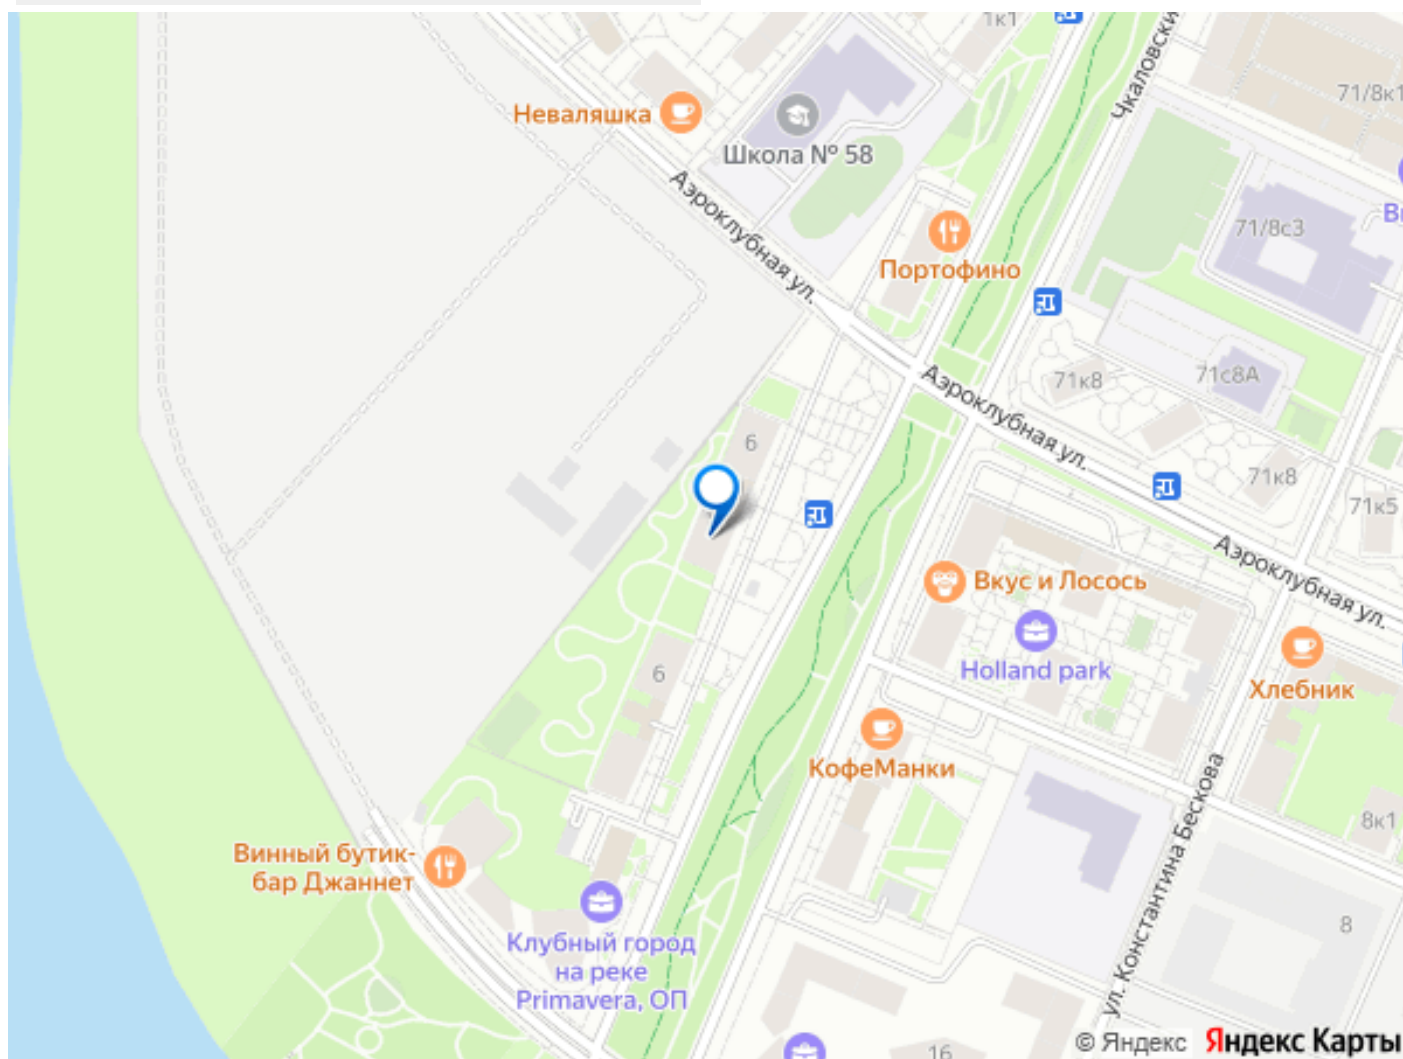 1к1
Чкаловски
71/8к1
Неваляшка
Школа № 58
Аэроклубная ул.
71/8с3
Портофино
Аэроклубная ул.
71к8
71с8А
6
71к8
71к5
Аэроклубная ул.
Вкус и Лосось
Holland park
Хлебник
6
КофеМанки
ул. Константина Бескова
8к1
Винный бутик-
бар Джаннет
8
Клубный город
на реке
Primavera, ОП
16
© Яндекс Яндекс Карты